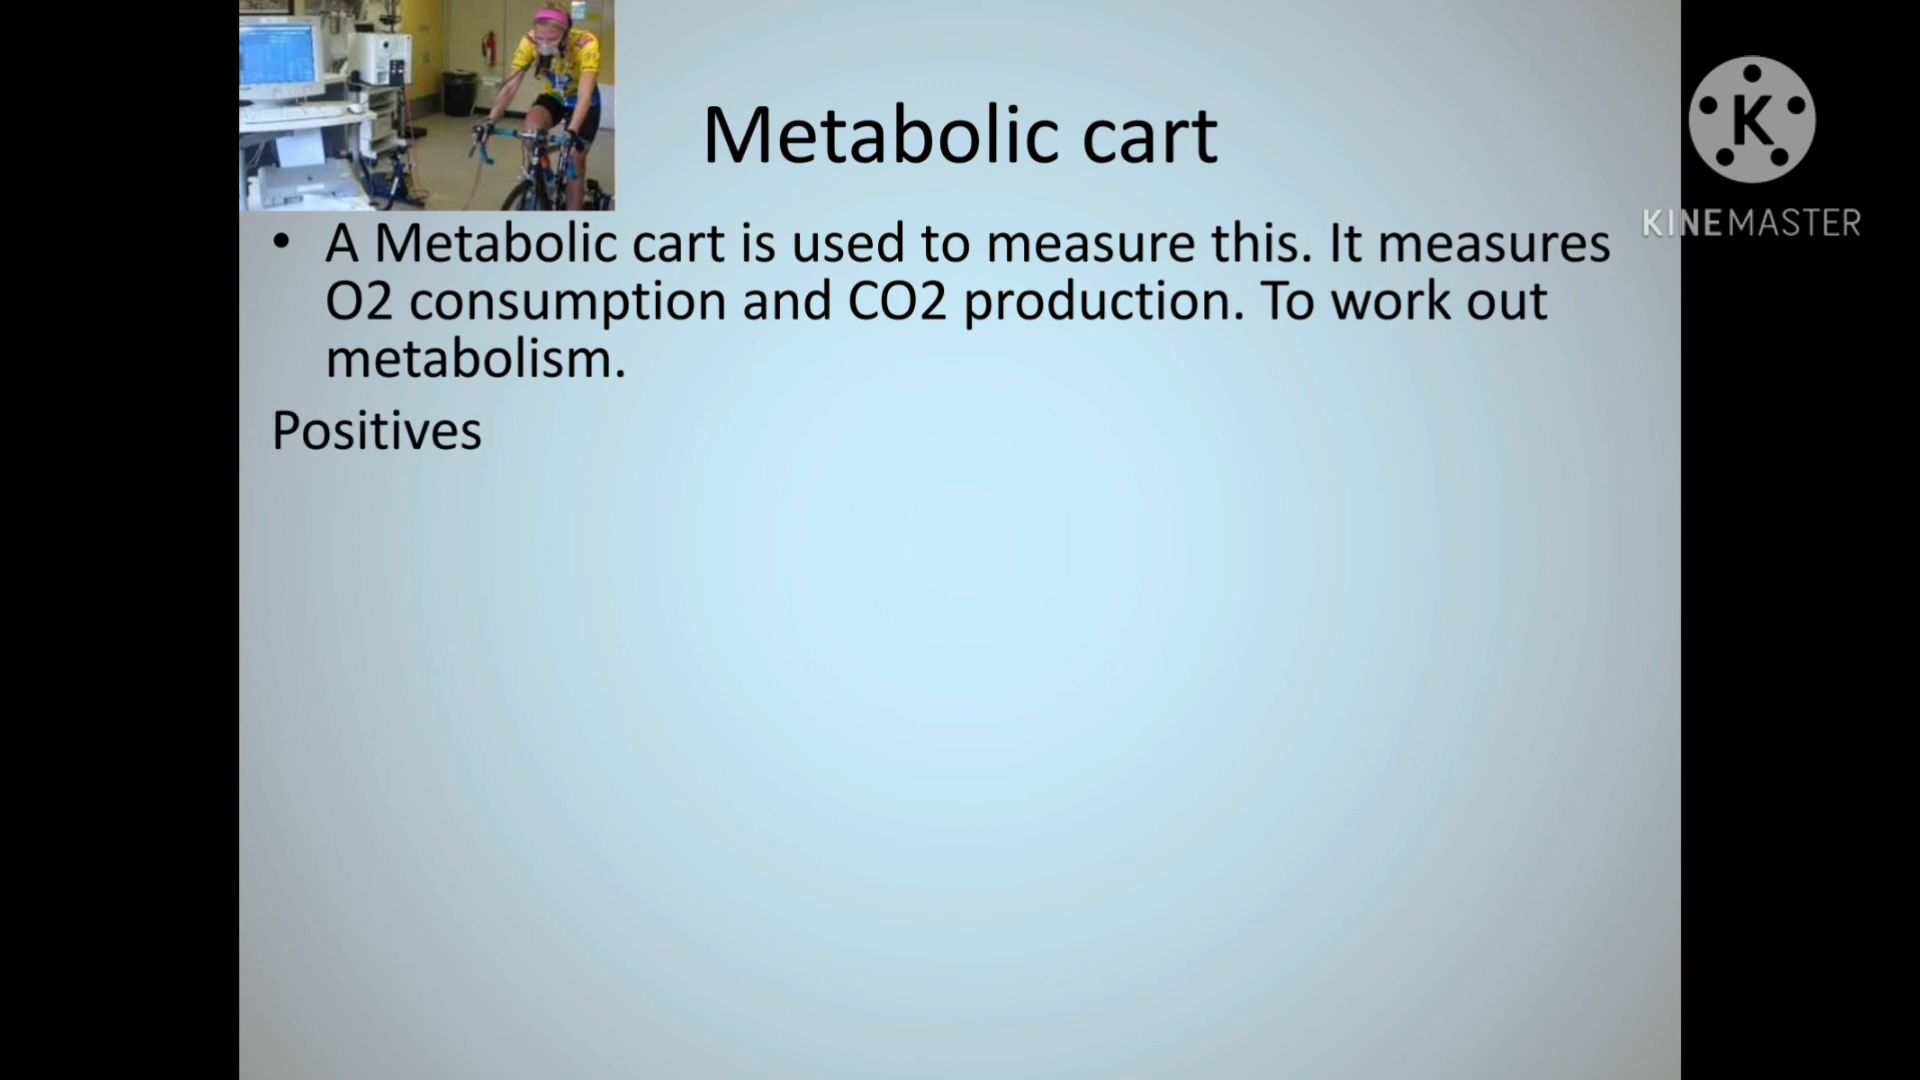 Metabolic cart
• A Metabolic cart is used to measure this. It measures
O2 consumption and CO2 production. To work out
metabolism.
Positives
K
KINEMASTER